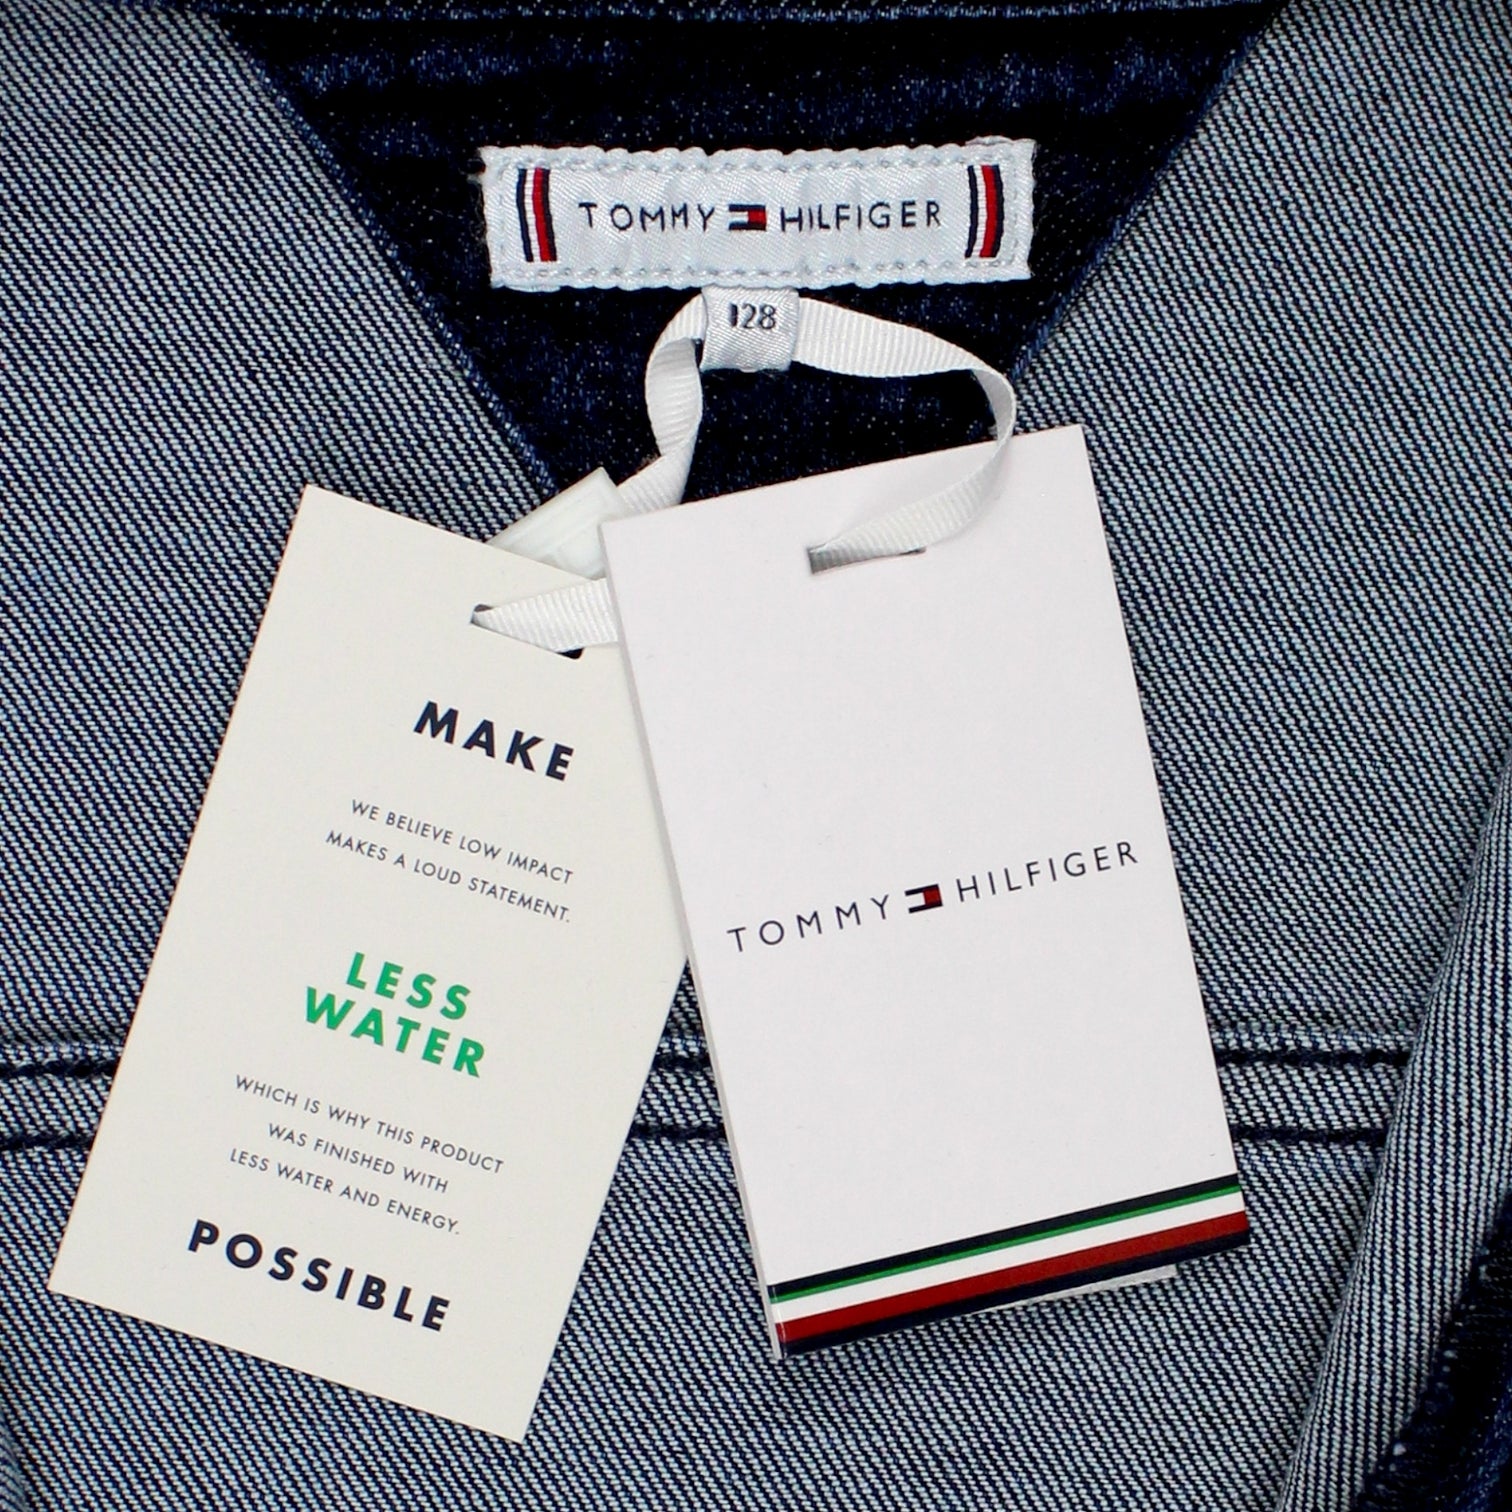 TOMMY HILFIGER
128
MAKE
WE BELIEVE LOW IMPACT
MAKES A LOUD STATEMENT.
LESS
WATER
WHICH IS WHY THIS PRODUCT
WAS FINISHED WITH
LESS WATER AND ENERGY.
POSSIBLE
TOMMY HILFIGER